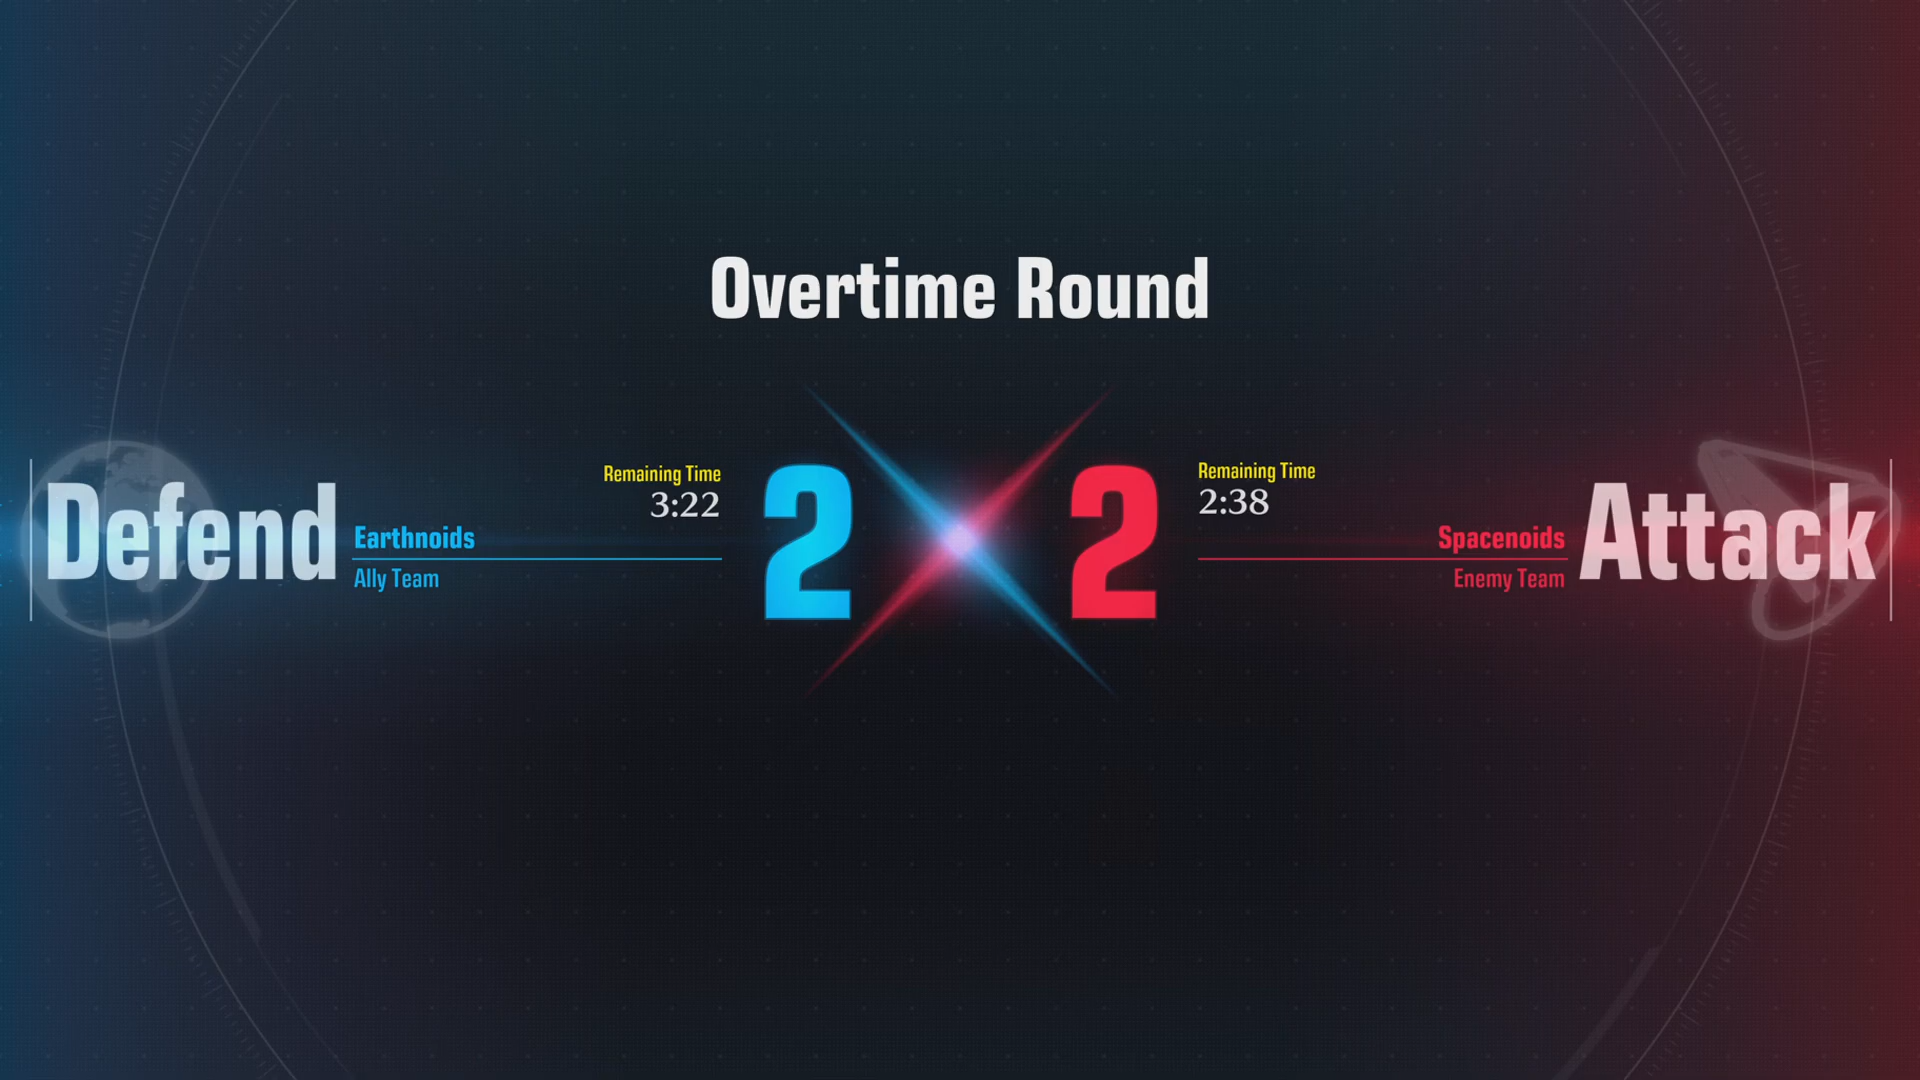 Overtime Round
Defend
Earthnoids
Ally Team
Remaining Time
3:22
2
2
Remaining Time
2:38
Spacenoids
Enemy Team
Attack